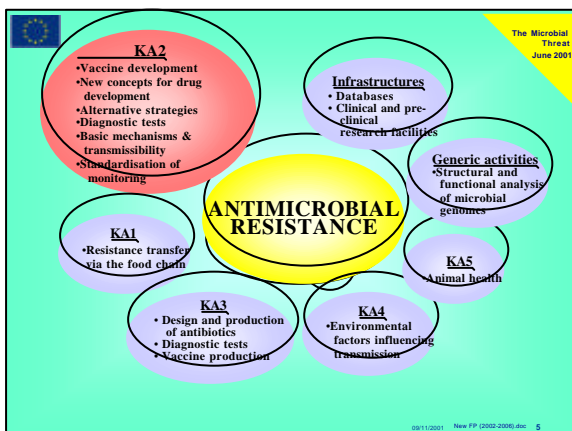 The Microbial
Threat
June 2001
KA2
•Vaccine development
•New concepts for drug
development
•Alternative strategies
•Diagnostic tests
•Basic mechanisms &
transmissibility
•Standardisation of
monitoring
Infrastructures
• Databases
• Clinical and pre-
clinical
research facilities
Generic activities
•Structural and
functional analysis
of microbial
genomics
ANTIMICROBIAL
RESISTANCE
KA1
•Resistance transfer
via the food chain
KA5
•Animal health
KA3
• Design and production
of antibiotics
• Diagnostic tests
• Vaccine production
KA4
•Environmental
factors influencing
transmission
09/11/2001 New FP (2002-2006).doc 5